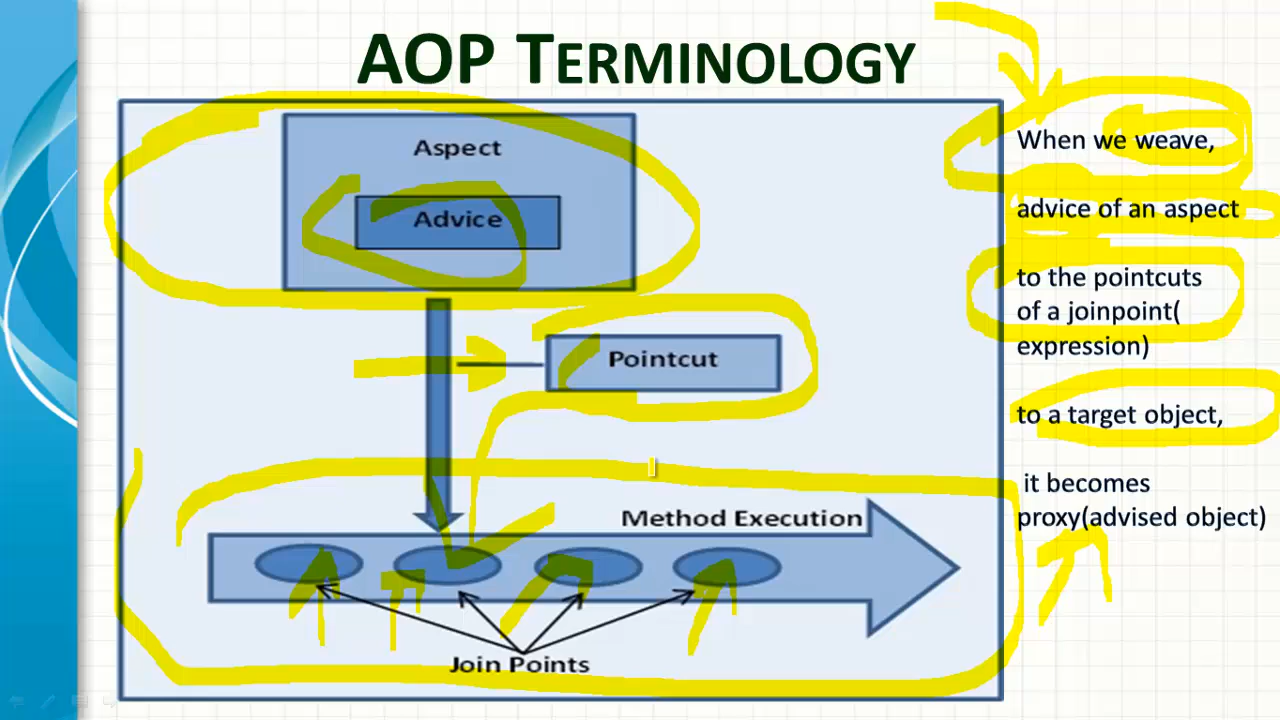 AOP TERMINOLOGY
Aspect
Advice
Pointcut
Method Execution
Join Points
When we weave,
advice of an aspect
to the pointcuts
of a joinpoint(
expression)
to a target object,
it becomes
proxy(advised object)